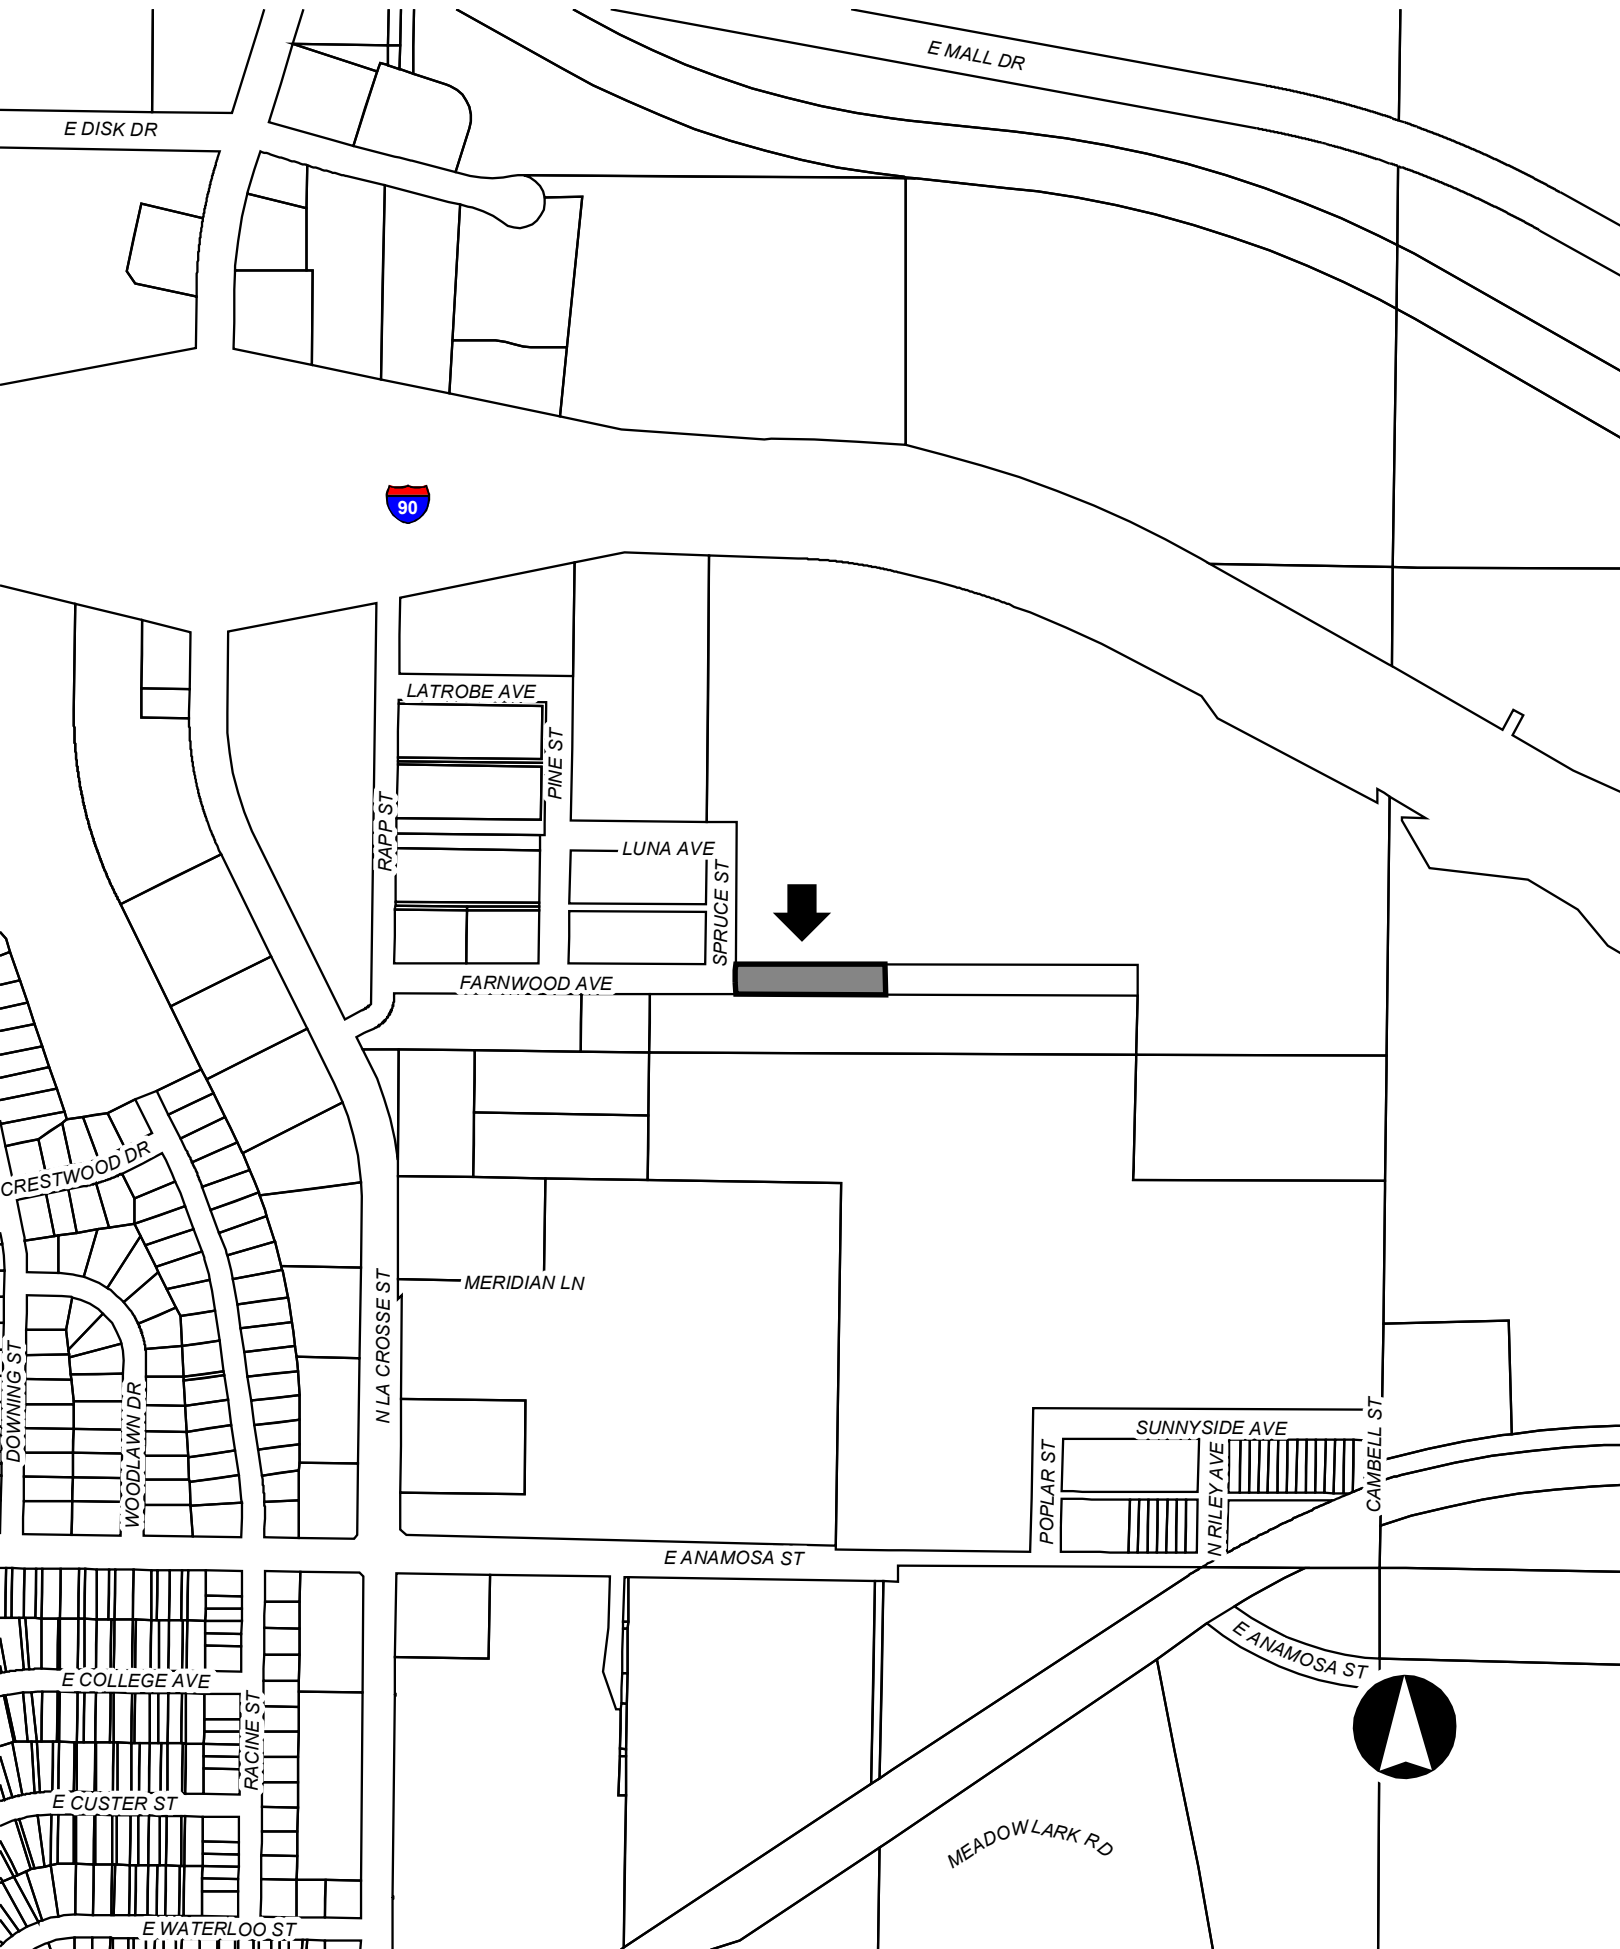 E MALL DR
E DISK DR
90
LATROBE AVE
PINE ST
RAPP ST
LUNA AVE
SPRUCE ST
FARNWOOD AVE
CRESTWOOD DR
MERIDIAN LN
N LA CROSSE ST
DOWNING ST
WOODLAWN DR
SUNNYSIDE AVE
CAMBELL ST
POPLAR ST
N RILEY AVE
E ANAMOSA ST
E ANAMOSA ST
E COLLEGE AVE
RACINE ST
E CUSTER ST
MEADOWLARK RD
E WATERLOO ST